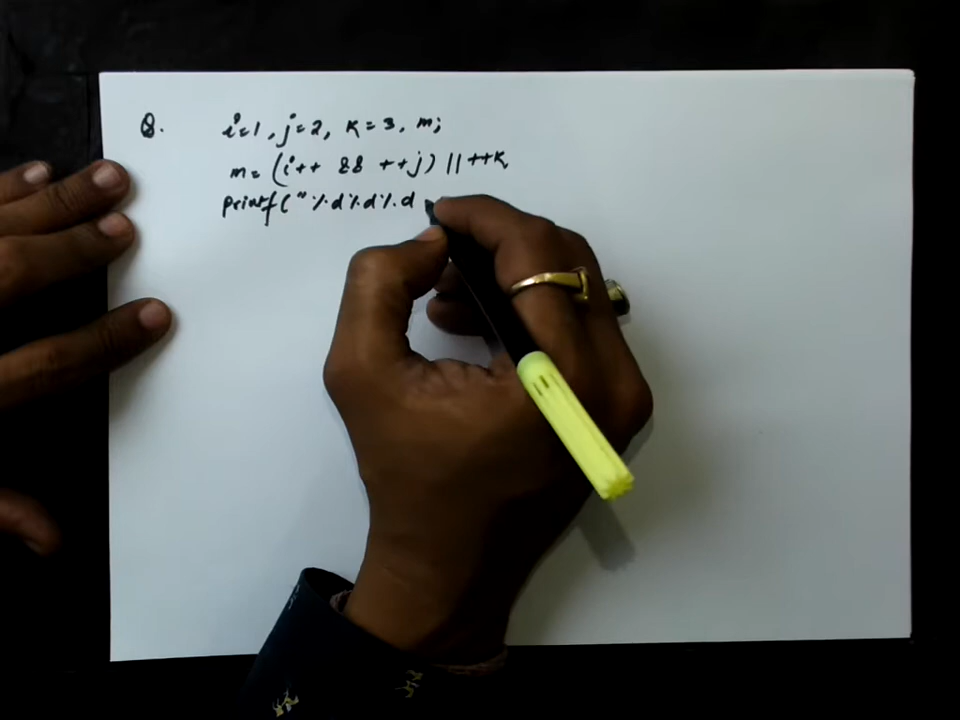 Q. i=1, j=2, K=3, m;
m=(i++ && ++j) || ++K,
printf("%d%d%d